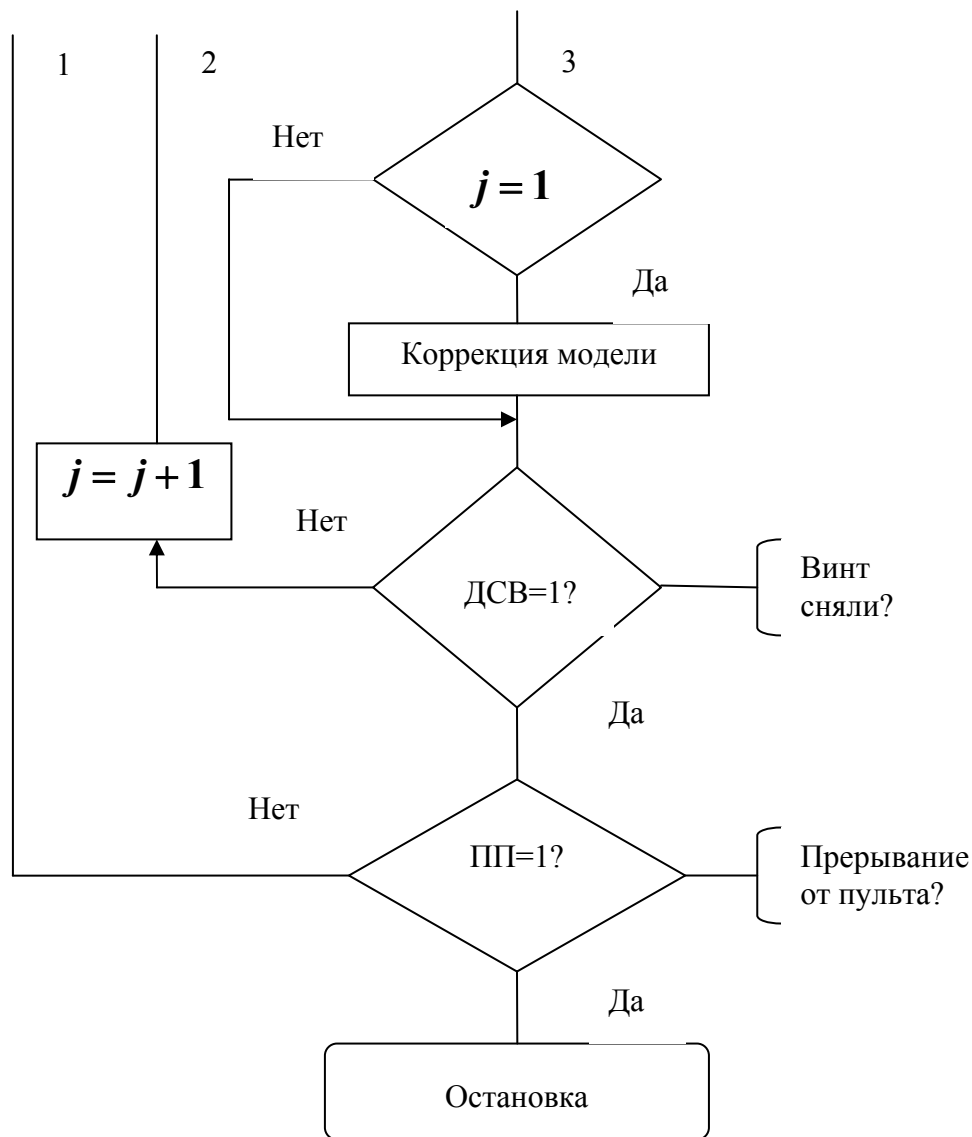 1
2
3
Нет
j = 1
Да
Коррекция модели
j = j + 1
Нет
ДСВ=1?
Винт
сняли?
Да
Нет
ПП=1?
Прерывание
от пульта?
Да
Остановка